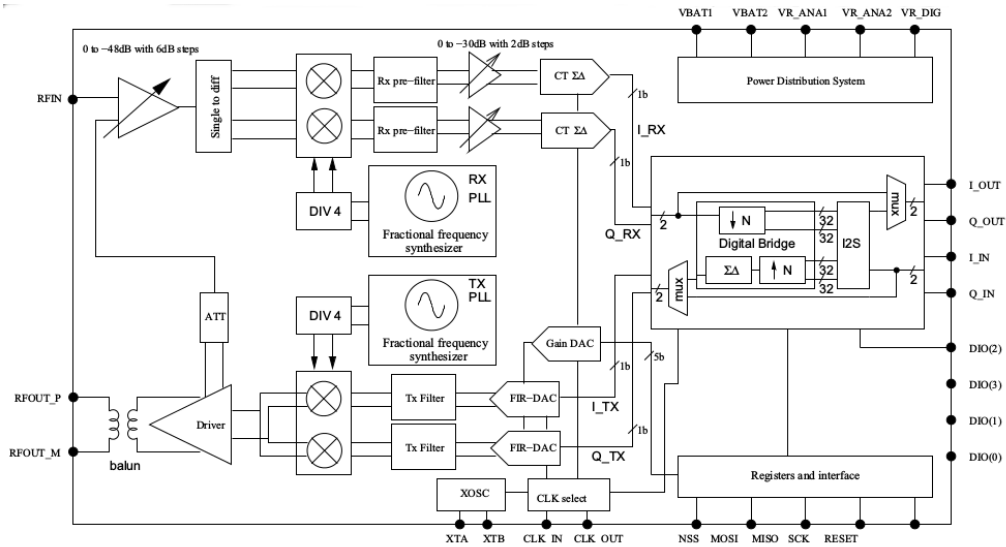 VBAT1 VBAT2 VR_ANA1 VR_ANA2 VR_DIG
0 to −48dB with 6dB steps
0 to −30dB with 2dB steps
Power Distribution System
RFIN
Single to diff
Rx pre−filter
CT ΣΔ
1b
I_RX
Rx pre−filter
CT ΣΔ
1b
Q_RX
DIV 4
RX
PLL
Fractional frequency
synthesizer
I_OUT
Q_OUT
I_IN
Q_IN
mux
2
2
↓ N
32
32
I2S
Digital Bridge
ΣΔ
↑ N
32
32
mux
2
2
TX
PLL
Fractional frequency
synthesizer
DIV 4
ATT
Gain DAC
5b
1b
DIO(2)
DIO(3)
DIO(1)
DIO(0)
RFOUT_P
RFOUT_M
balun
Driver
Tx Filter
FIR−DAC
I_TX
1b
Tx Filter
FIR−DAC
Q_TX
Registers and interface
XOSC
CLK select
XTA XTB CLK_IN CLK_OUT NSS MOSI MISO SCK RESET